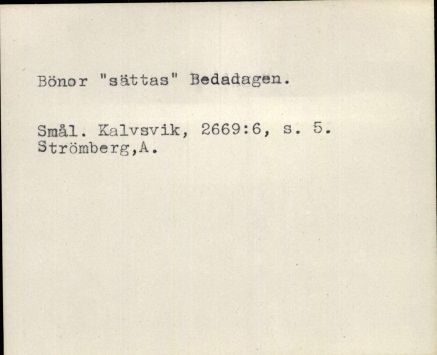 Bönor "sättas" Bedadagen.
Smål. Kalvsvik, 2669:6, s. 5.
Strömberg,A.